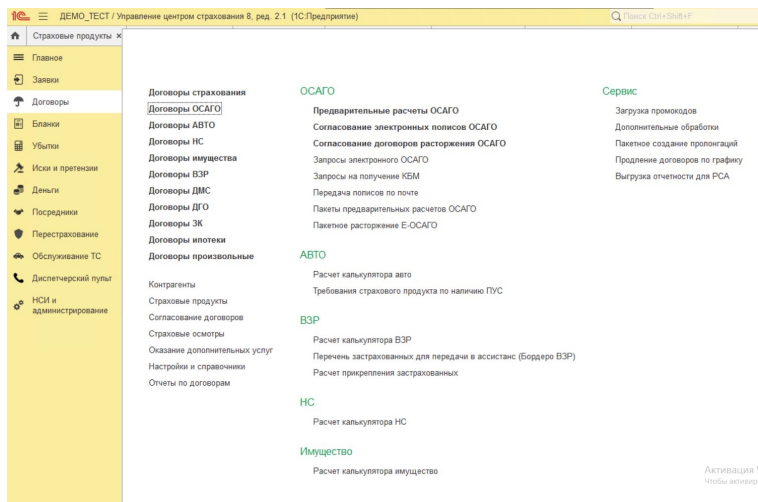 1С ДЕМО_ТЕСТ / Управление центром страхования 8, ред. 2.1 (1С:Предприятие)
Поиск Ctrl+Shift+F
Страховые продукты ×
Главное
Заявки
Договоры
Бланки
Убытки
Иски и претензии
Деньги
Посредники
Перестрахование
Обслуживание ТС
Диспетчерский пульт
НСИ и
администрирование
Договоры страхования
Договоры ОСАГО
Договоры АВТО
Договоры НС
Договоры имущества
Договоры ВЗР
Договоры ДМС
Договоры ДГО
Договоры ЗК
Договоры ипотеки
Договоры произвольные
Контрагенты
Страховые продукты
Согласование договоров
Страховые осмотры
Оказание дополнительных услуг
Настройки и справочники
Отчеты по договорам
ОСАГО
Предварительные расчеты ОСАГО
Согласование электронных полисов ОСАГО
Согласование договоров расторжения ОСАГО
Запросы электронного ОСАГО
Запросы на получение КБМ
Передача полисов по почте
Пакеты предварительных расчетов ОСАГО
Пакетное расторжение Е-ОСАГО
АВТО
Расчет калькулятора авто
Требования страхового продукта по наличию ПУС
ВЗР
Расчет калькулятора ВЗР
Перечень застрахованных для передачи в ассистанс (Бордеро ВЗР)
Расчет прикрепления застрахованных
НС
Расчет калькулятора НС
Имущество
Расчет калькулятора имущество
Сервис
Загрузка промокодов
Дополнительные обработки
Пакетное создание пролонгаций
Продление договоров по графику
Выгрузка отчетности для РСА
Активация
Чтобы активир